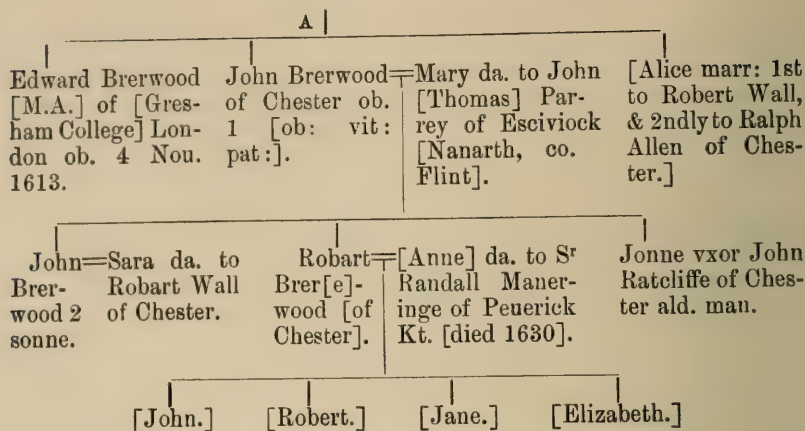 A
Edward Brerwood
[M.A.] of [Gres-
ham College] Lon-
don ob. 4 Nou.
1613.
John Brerwood
of Chester ob.
1 [ob: vit:
pat:].
Mary da. to John
[Thomas] Par-
rey of Esciviock
[Nanarth, co.
Flint].
[Alice marr: 1st
to Robert Wall,
& 2ndly to Ralph
Allen of Ches-
ter.]
John
Brer-
wood 2
sonne.
Sara da. to
Robart Wall
of Chester.
Robart
Brer[e]-
wood [of
Chester].
[Anne] da. to Sr
Randall Maner-
inge of Peuerick
Kt. [died 1630].
Jonne vxor John
Ratcliffe of Ches-
ter ald. man.
[John.] [Robert.] [Jane.] [Elizabeth.]